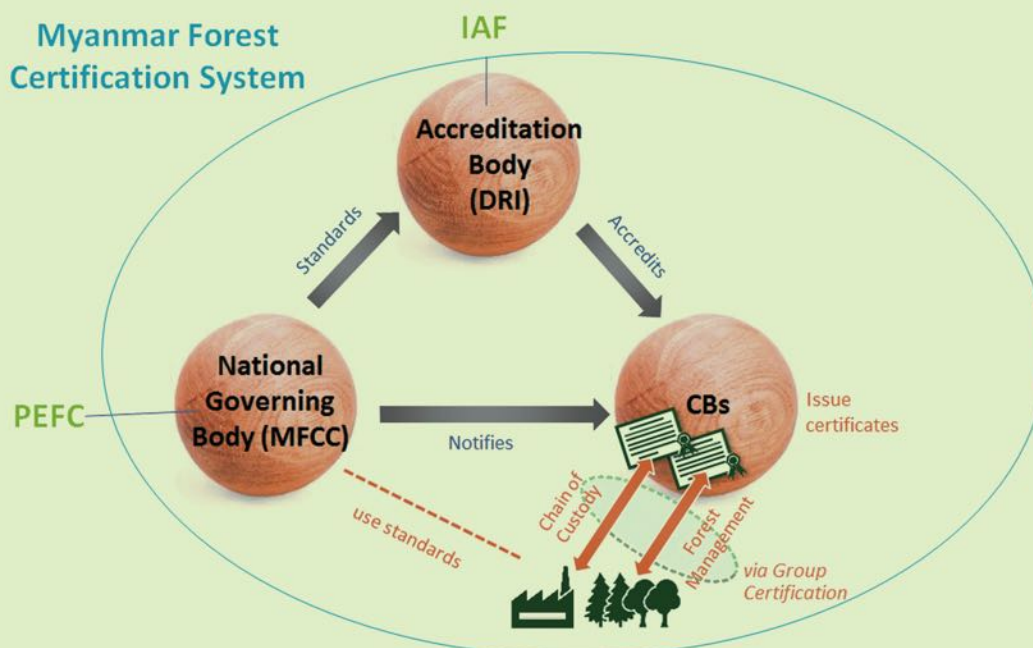 Myanmar Forest
Certification System
IAF
Accreditation
Body
(DRI)
Standards
Accredits
PEFC
National
Governing
Body (MFCC)
Notifies
CBs
Issue
certificates
use standards
Chain of
Custody
Forest
Management
via Group
Certification